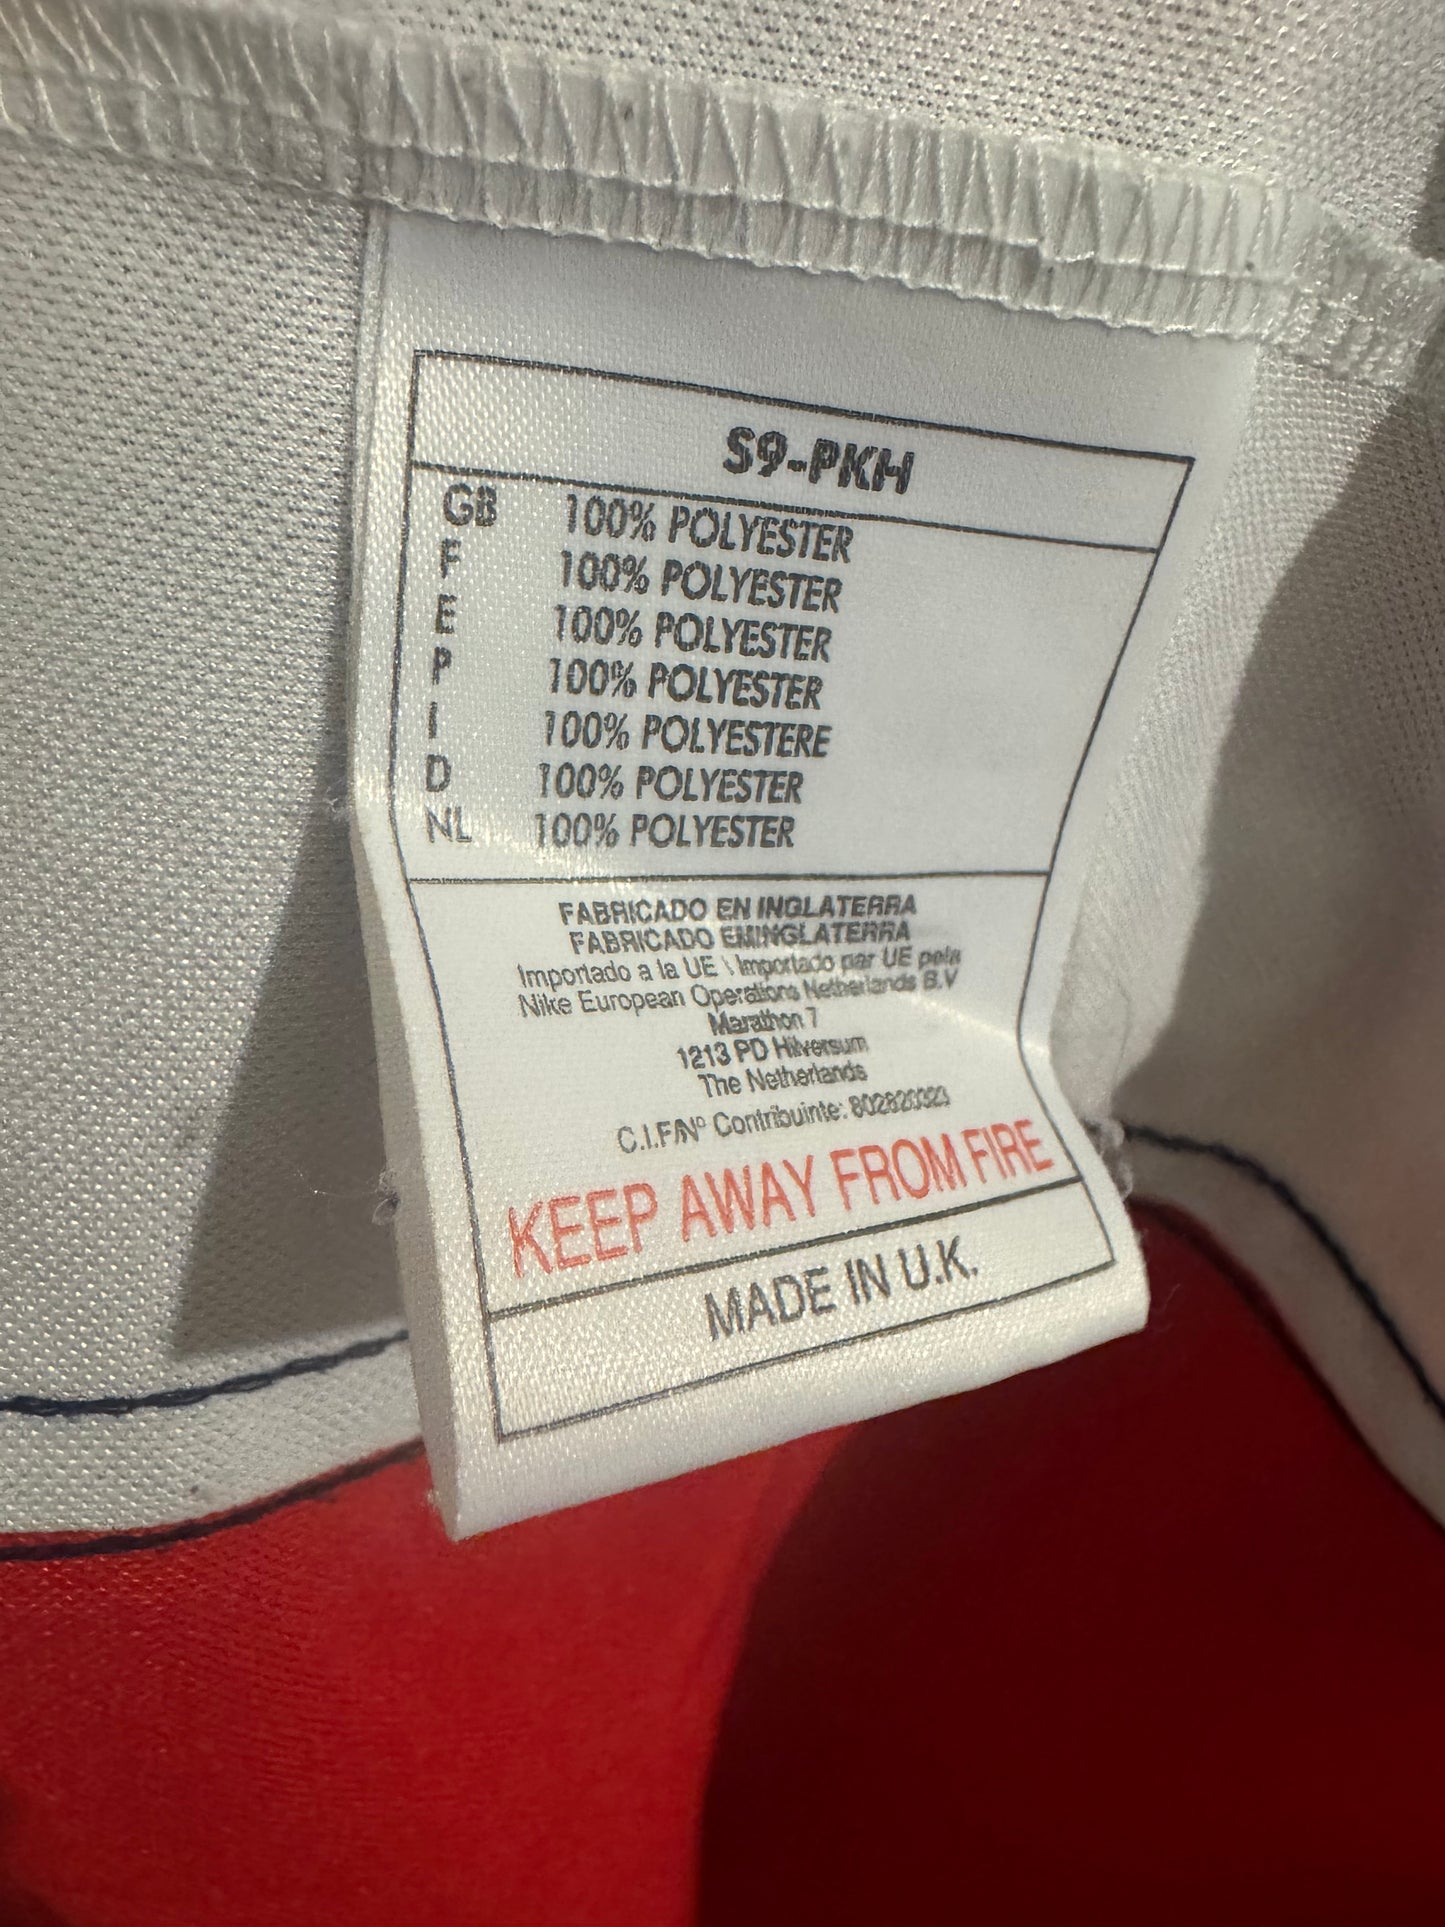 S9-PKH
GB 100% POLYESTER
F 100% POLYESTER
E 100% POLYESTER
P 100% POLYESTER
I 100% POLYESTERE
D 100% POLYESTER
NL 100% POLYESTER
FABRICADO EN INGLATERRA
FABRICADO EMINGLATERRA
Importado a la UE \ Importado par UE pela
Nike European Operations Netherlands B.V
Marathon 7
1213 PD Hilversum
The Netherlands
C.I.F/Nº Contribuinte:
KEEP AWAY FROM FIRE
MADE IN U.K.